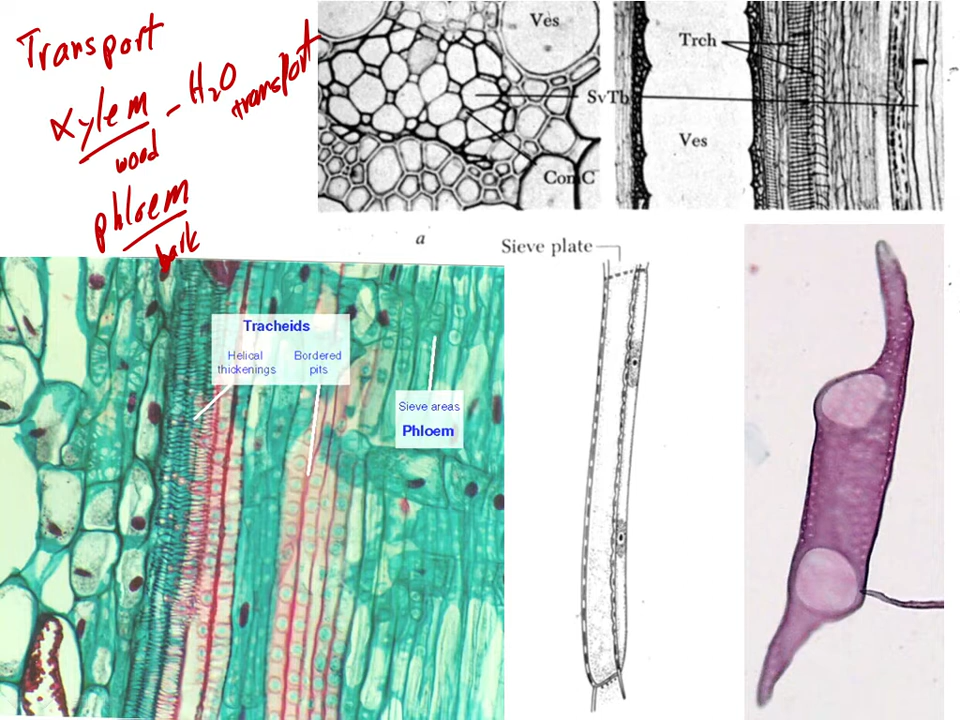 Transport
Xylem - H2O transport
wood
phloem
bark
Ves
SvTb
ComC
Trch
Ves
a
Sieve plate
Tracheids
Helical thickenings
Bordered pits
Sieve areas
Phloem